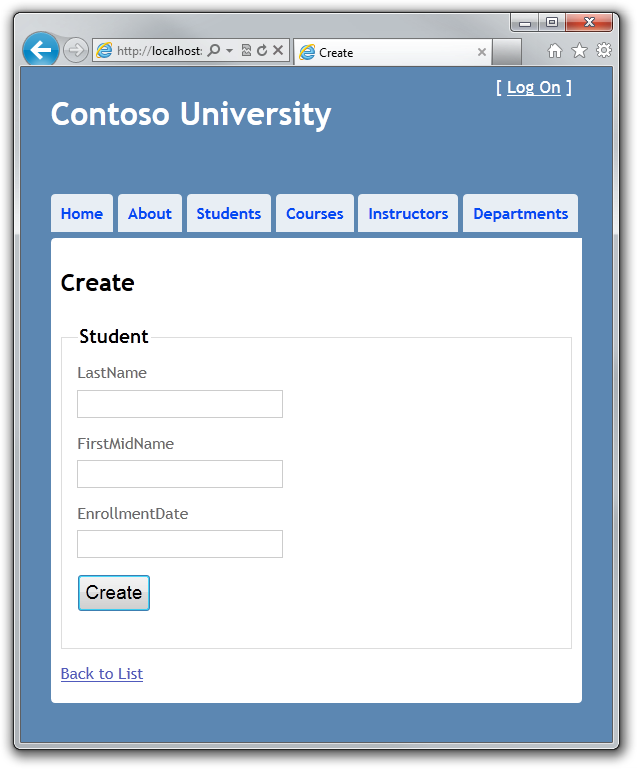 http://localhost:
Create
[ Log On ]
Contoso University
Home About Students Courses Instructors Departments
Create
Student
LastName
FirstMidName
EnrollmentDate
Create
Back to List